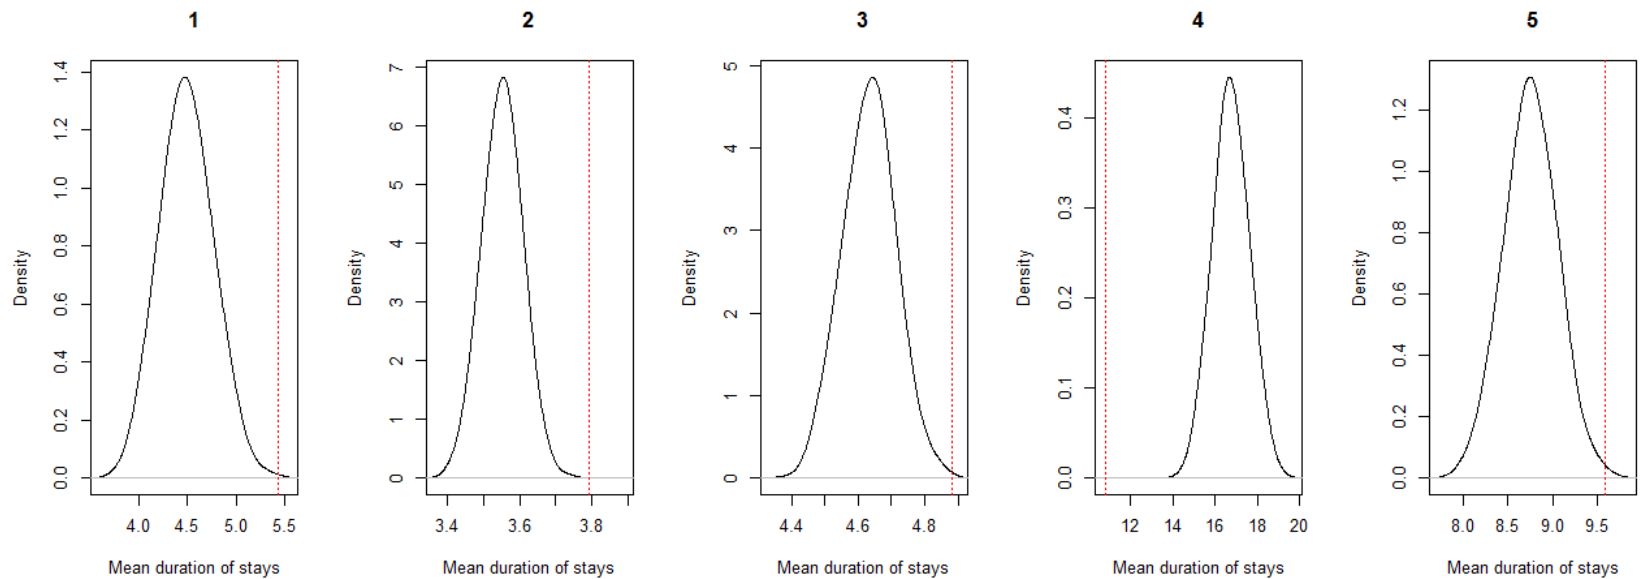 1
2
3
4
5
Density
0.0 0.2 0.4 0.6 0.8 1.0 1.2 1.4
4.0 4.5 5.0 5.5
Mean duration of stays
Density
0 1 2 3 4 5 6 7
3.4 3.6 3.8
Mean duration of stays
Density
0 1 2 3 4 5
4.4 4.6 4.8
Mean duration of stays
Density
0.0 0.1 0.2 0.3 0.4
12 14 16 18 20
Mean duration of stays
Density
0.0 0.2 0.4 0.6 0.8 1.0 1.2
8.0 8.5 9.0 9.5
Mean duration of stays